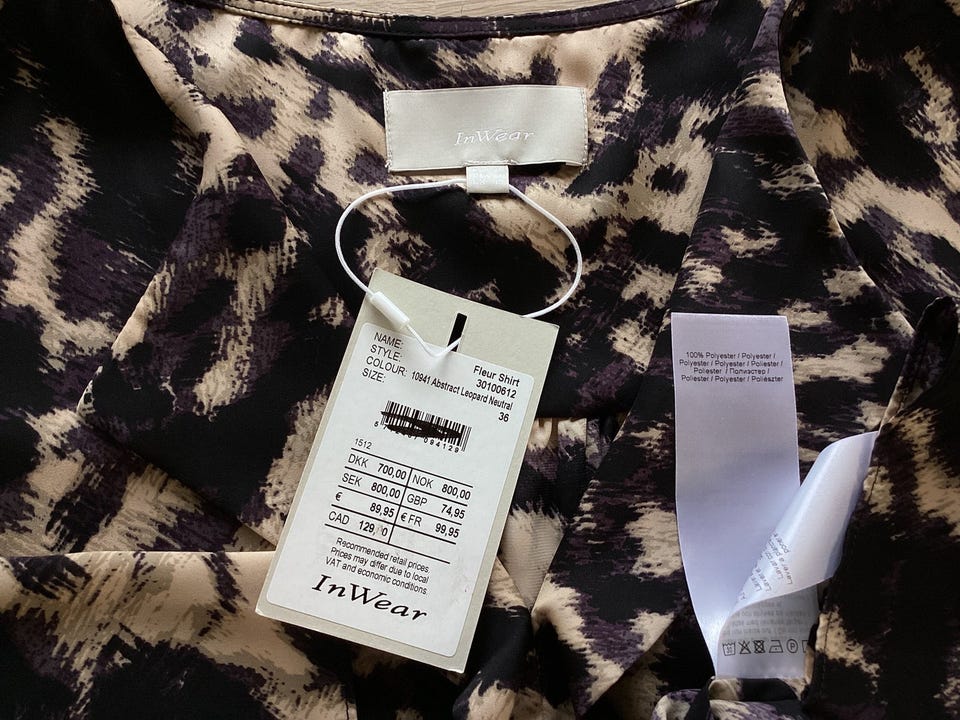 InWear
NAME: Fleur Shirt
STYLE: 30100612
COLOUR: 10941 Abstract Leopard Neutral
SIZE: 36
094129
1512
DKK 700,00 NOK 800,00
SEK 800,00 GBP 74,95
€ 89,95 € FR 99,95
CAD 129
Recommended retail prices.
Prices may differ due to local
VAT and economic conditions.
InWear
100% Polyester / Polyester /
Polyester / Polyester / Polyester /
Poliester / Полиэстер /
Poliestri / Polyester / Poliészter